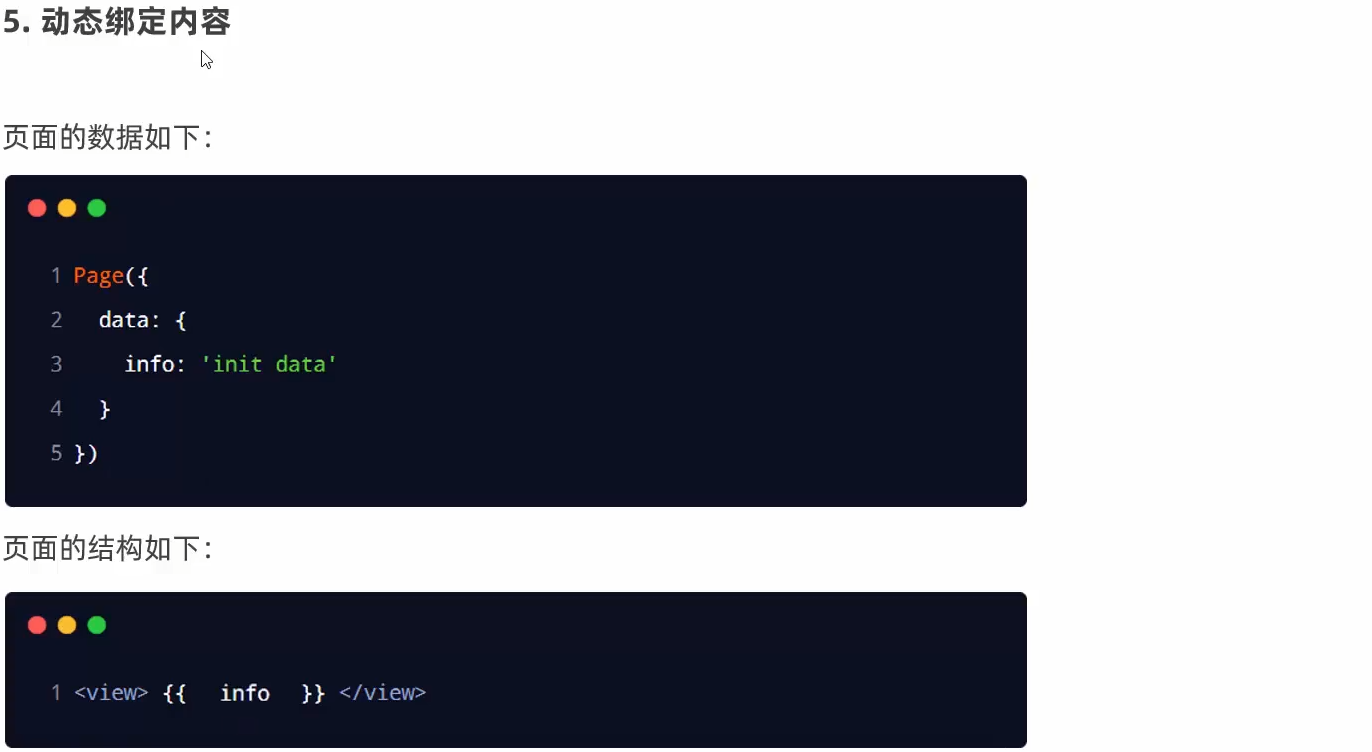 5. 动态绑定内容
页面的数据如下：
1 Page({
2   data: {
3     info: 'init data'
4   }
5 })
页面的结构如下：
1 <view> {{  info  }} </view>